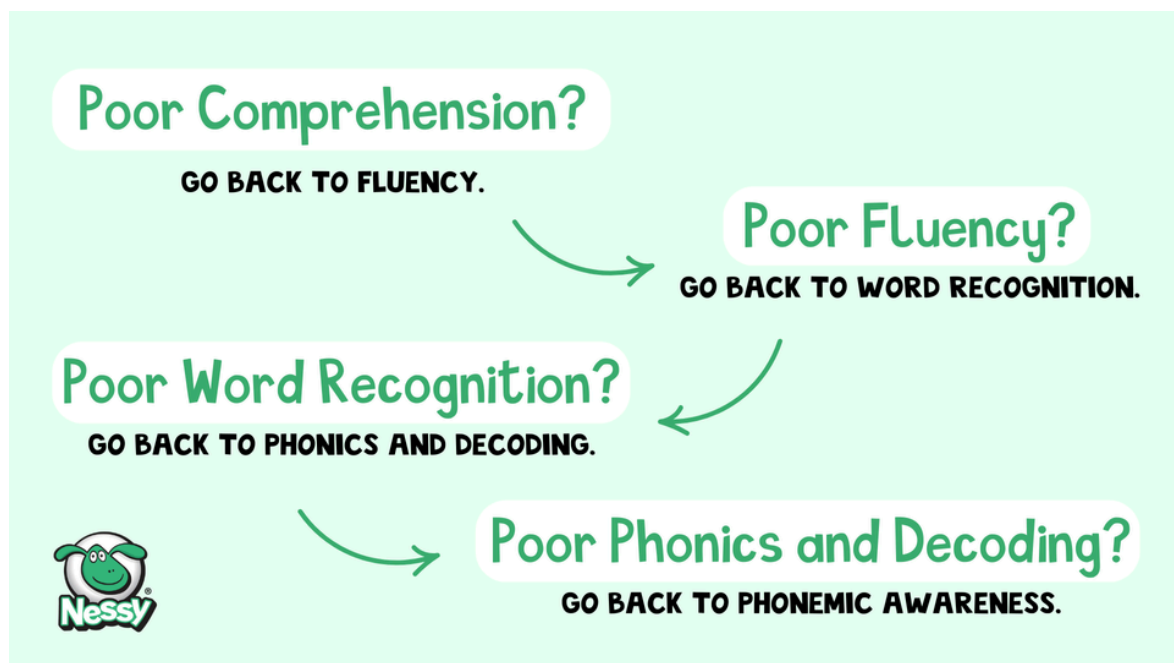 Poor Comprehension?
GO BACK TO FLUENCY.
Poor Fluency?
GO BACK TO WORD RECOGNITION.
Poor Word Recognition?
GO BACK TO PHONICS AND DECODING.
Poor Phonics and Decoding?
GO BACK TO PHONEMIC AWARENESS.
Nessy®